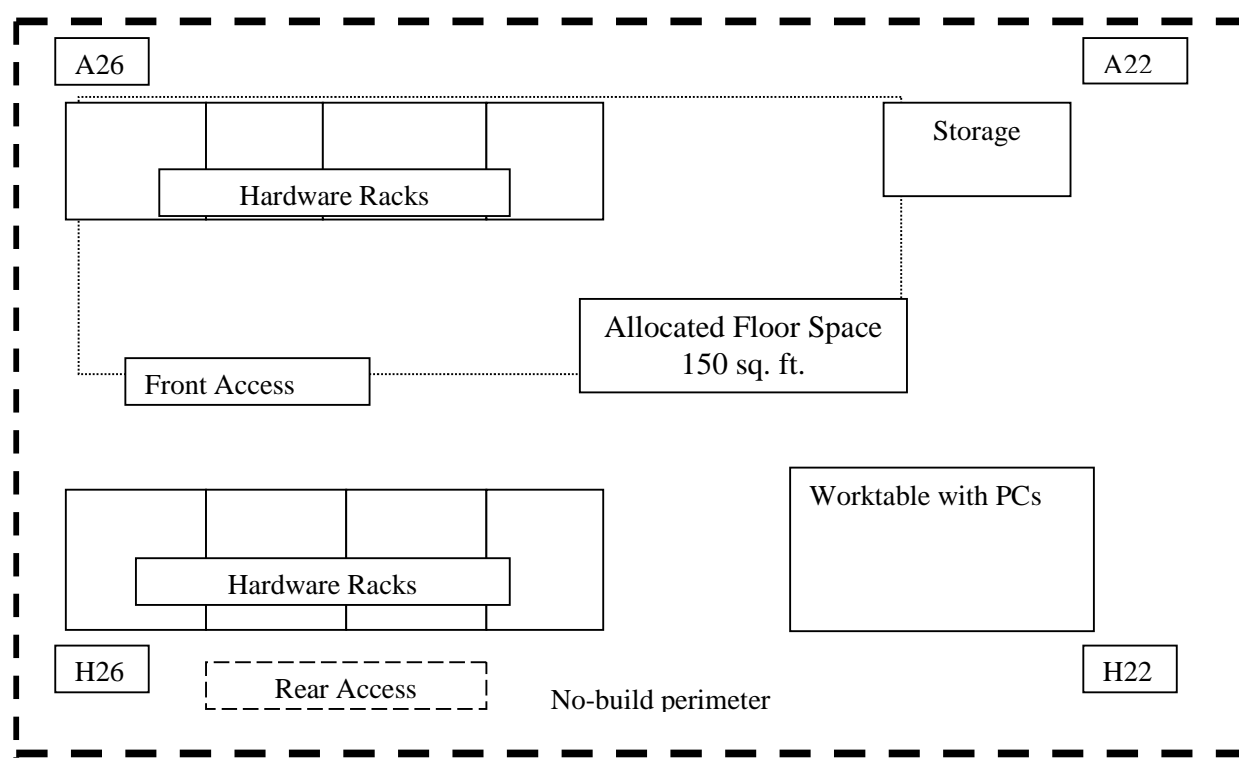 A26
A22
Storage
Hardware Racks
Allocated Floor Space
150 sq. ft.
Front Access
Worktable with PCs
Hardware Racks
H26
H22
Rear Access
No-build perimeter